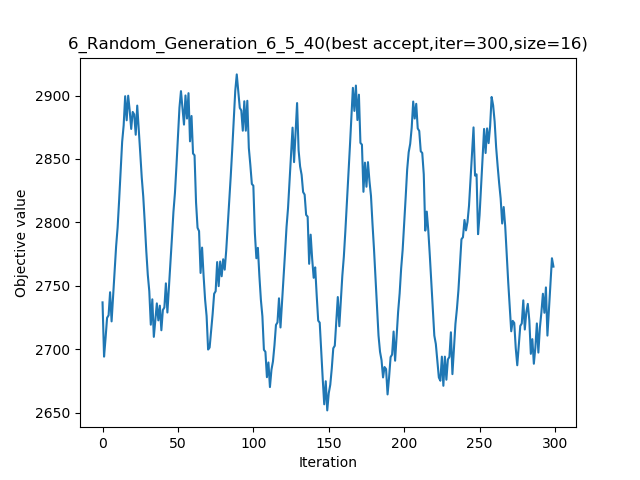 6_Random_Generation_6_5_40(best accept,iter=300,size=16)
Objective value
2900
2850
2800
2750
2700
2650
0 50 100 150 200 250 300
Iteration